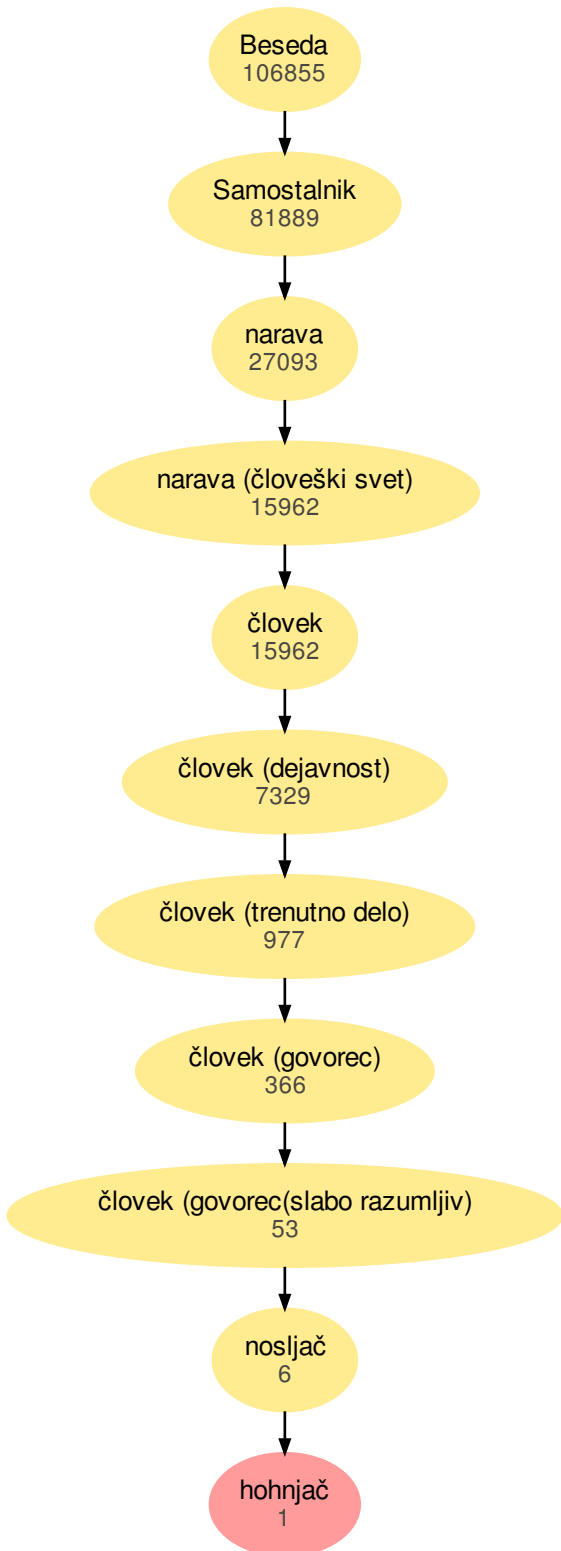 Beseda
106855
Samostalnik
81889
narava
27093
narava (človeški svet)
15962
človek
15962
človek (dejavnost)
7329
človek (trenutno delo)
977
človek (govorec)
366
človek (govorec(slabo razumljiv)
53
nosljač
6
hohnjač
1